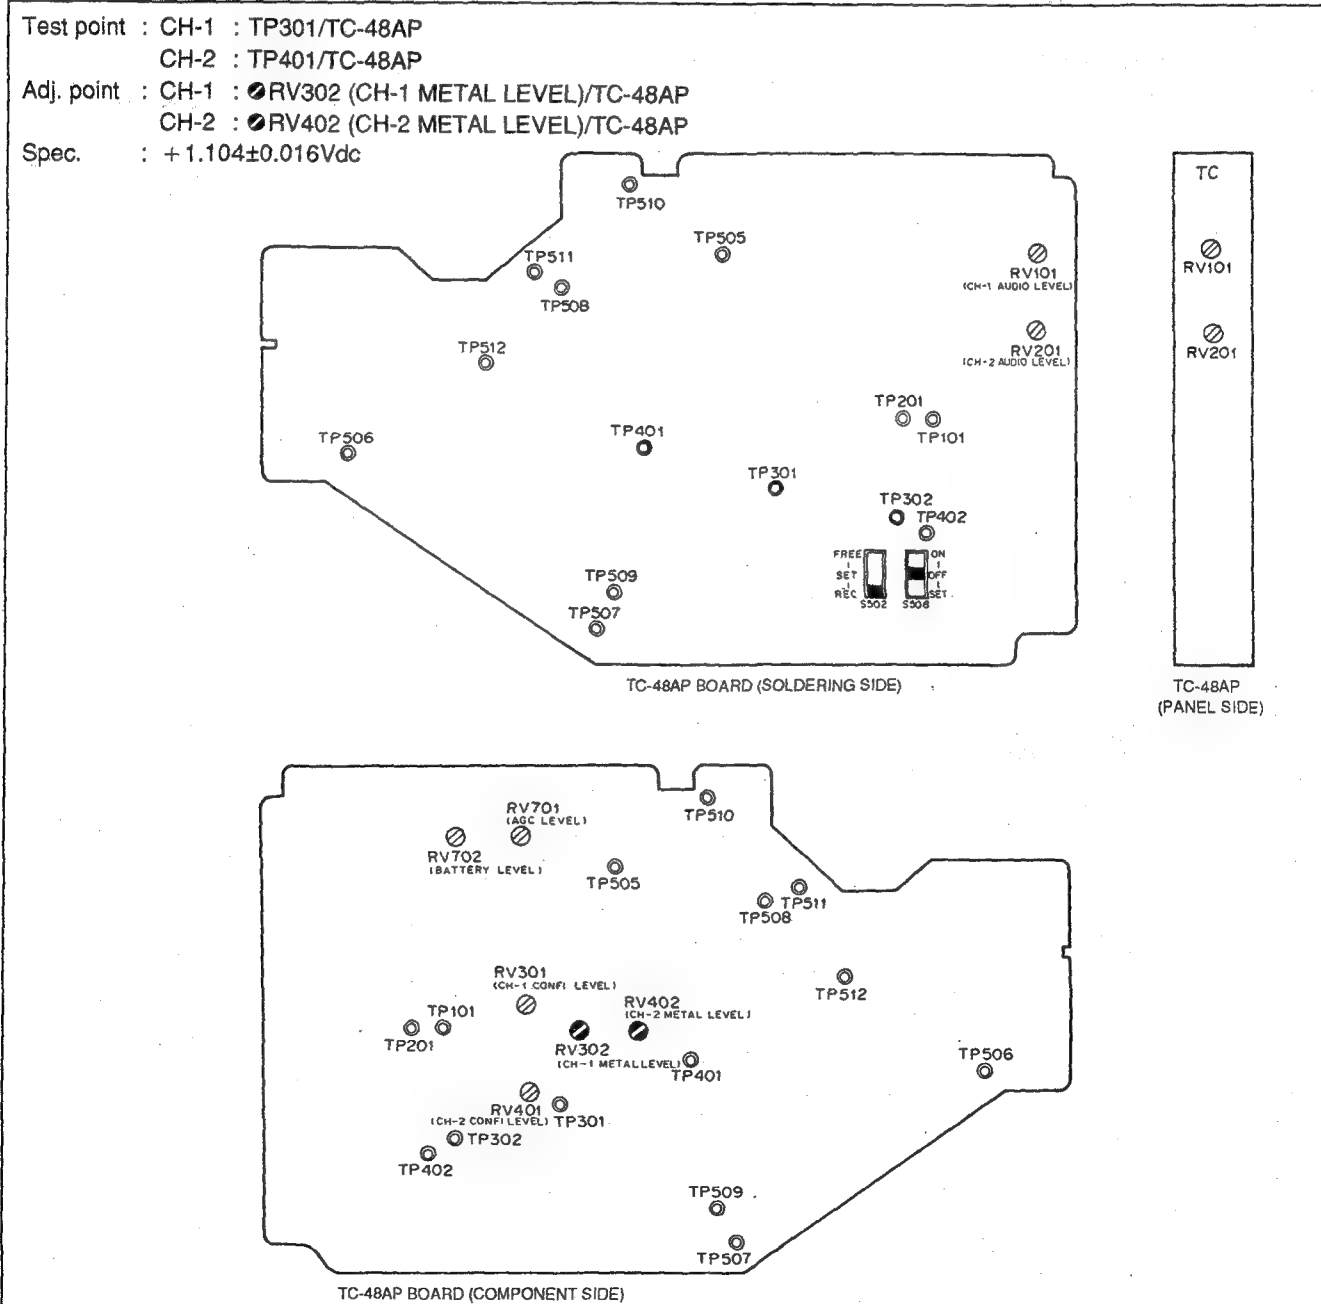 Test point : CH-1 : TP301/TC-48AP
CH-2 : TP401/TC-48AP
Adj. point : CH-1 : RV302 (CH-1 METAL LEVEL)/TC-48AP
CH-2 : RV402 (CH-2 METAL LEVEL)/TC-48AP
Spec. : +1.104±0.016Vdc
TP510
TP505
TP511
TP508
RV101
(CH-1 AUDIO LEVEL)
TP512
RV201
(CH-2 AUDIO LEVEL)
TP201
TP101
TP506
TP401
TP301
TP302
TP402
FREE
SET
REC
S502
ON
OFF
SET
S508
TP509
TP507
TC-48AP BOARD (SOLDERING SIDE)
TC
RV101
RV201
TC-48AP
(PANEL SIDE)
RV701
(AGC LEVEL)
TP510
RV702
(BATTERY LEVEL)
TP505
TP511
TP508
RV301
(CH-1 CONFI LEVEL)
RV402
(CH-2 METAL LEVEL)
TP512
TP101
TP201
RV302
(CH-1 METAL LEVEL)
TP401
TP506
RV401
(CH-2 CONFI LEVEL)
TP301
TP302
TP402
TP509
TP507
TC-48AP BOARD (COMPONENT SIDE)